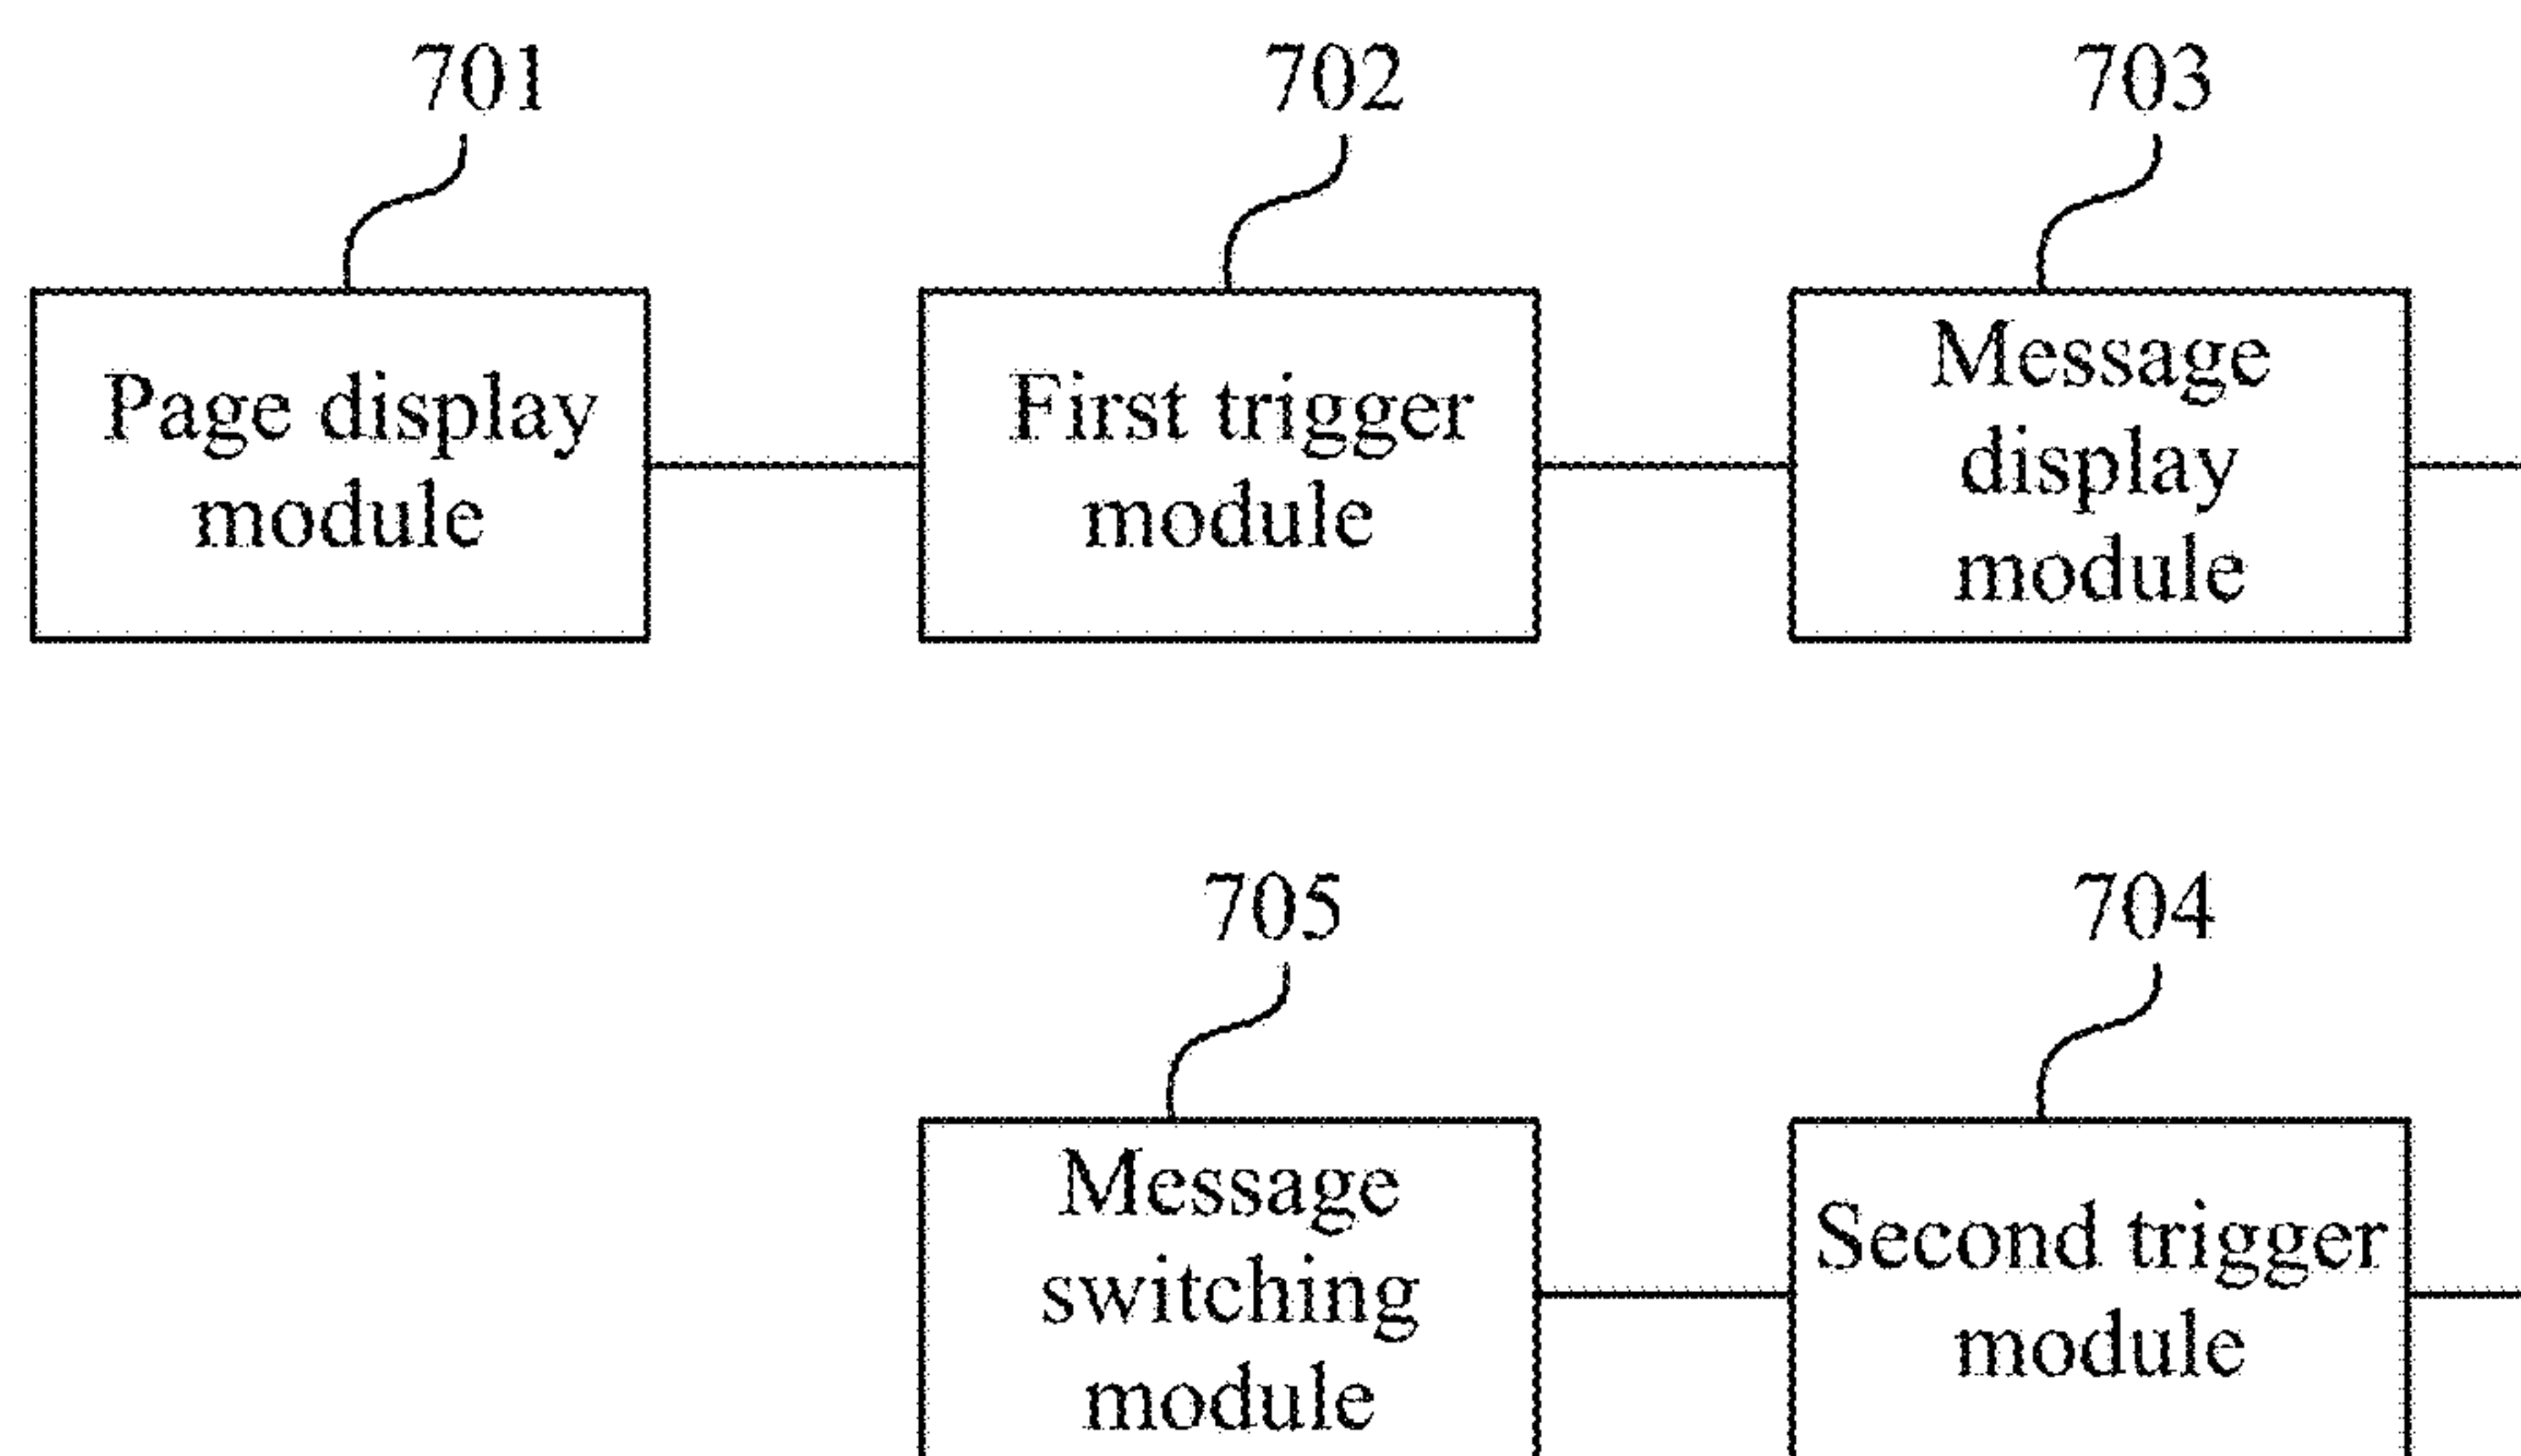 701
702
703
Page display
module
First trigger
module
Message
display
module
705
704
Message
switching
module
Second trigger
module